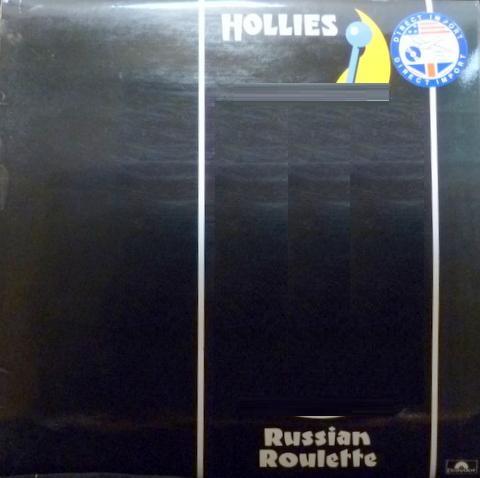 HOLLIES
DIRECT IMPORT
DIRECT IMPORT
Russian
Roulette